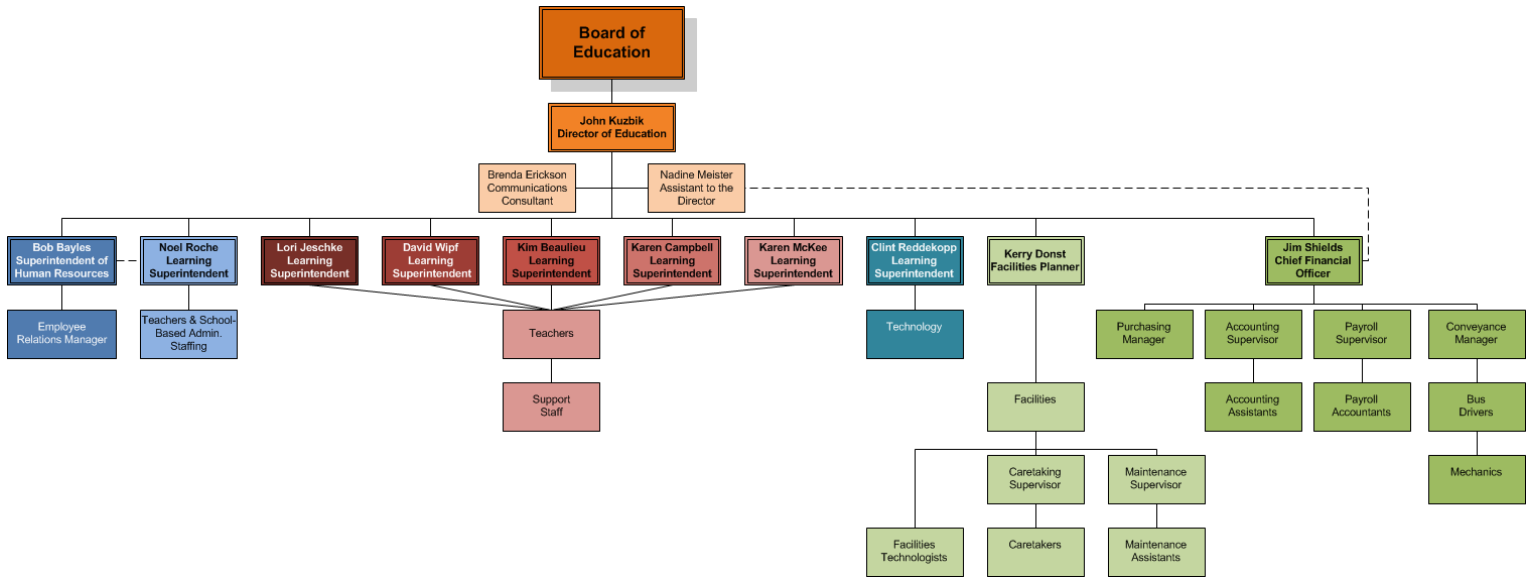 Board of
Education
John Kuzbik
Director of Education
Brenda Erickson
Communications
Consultant
Nadine Meister
Assistant to the
Director
Bob Bayles
Superintendent of
Human Resources
Noel Roche
Learning
Superintendent
Lori Jeschke
Learning
Superintendent
David Wipf
Learning
Superintendent
Kim Beaulieu
Learning
Superintendent
Karen Campbell
Learning
Superintendent
Karen McKee
Learning
Superintendent
Clint Reddekopp
Learning
Superintendent
Kerry Donst
Facilities Planner
Jim Shields
Chief Financial
Officer
Employee
Relations Manager
Teachers & School-
Based Admin.
Staffing
Teachers
Technology
Purchasing
Manager
Accounting
Supervisor
Payroll
Supervisor
Conveyance
Manager
Support
Staff
Facilities
Accounting
Assistants
Payroll
Accountants
Bus
Drivers
Caretaking
Supervisor
Maintenance
Supervisor
Mechanics
Facilities
Technologists
Caretakers
Maintenance
Assistants